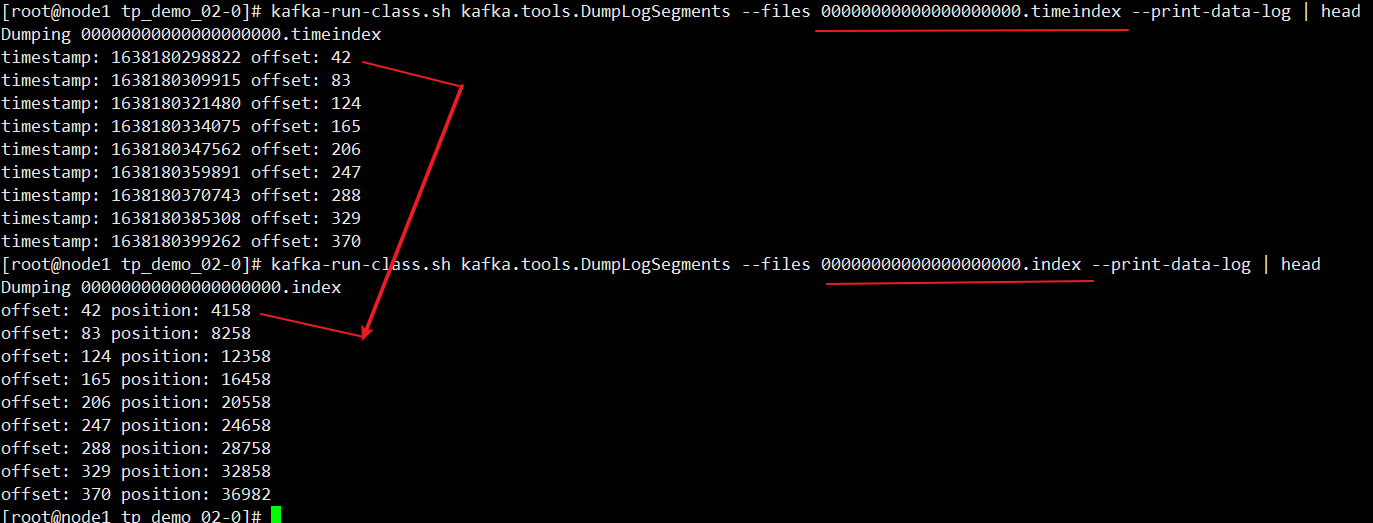 [root@node1 tp_demo_02-0]# kafka-run-class.sh kafka.tools.DumpLogSegments --files 00000000000000000000.timeindex --print-data-log | head
Dumping 00000000000000000000.timeindex
timestamp: 1638180298822 offset: 42
timestamp: 1638180309915 offset: 83
timestamp: 1638180321480 offset: 124
timestamp: 1638180334075 offset: 165
timestamp: 1638180347562 offset: 206
timestamp: 1638180359891 offset: 247
timestamp: 1638180370743 offset: 288
timestamp: 1638180385308 offset: 329
timestamp: 1638180399262 offset: 370
[root@node1 tp_demo_02-0]# kafka-run-class.sh kafka.tools.DumpLogSegments --files 00000000000000000000.index --print-data-log | head
Dumping 00000000000000000000.index
offset: 42 position: 4158
offset: 83 position: 8258
offset: 124 position: 12358
offset: 165 position: 16458
offset: 206 position: 20558
offset: 247 position: 24658
offset: 288 position: 28758
offset: 329 position: 32858
offset: 370 position: 36982
[root@node1 tp_demo_02-0]#